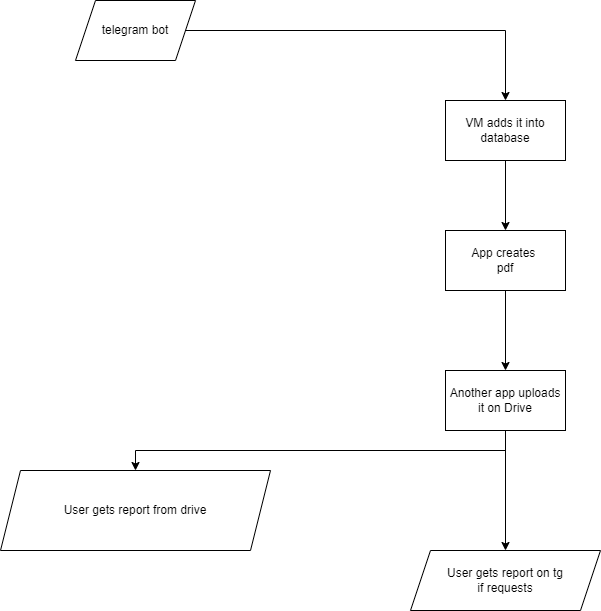 telegram bot
VM adds it into
database
App creates
pdf
Another app uploads
it on Drive
User gets report from drive
User gets report on tg
if requests